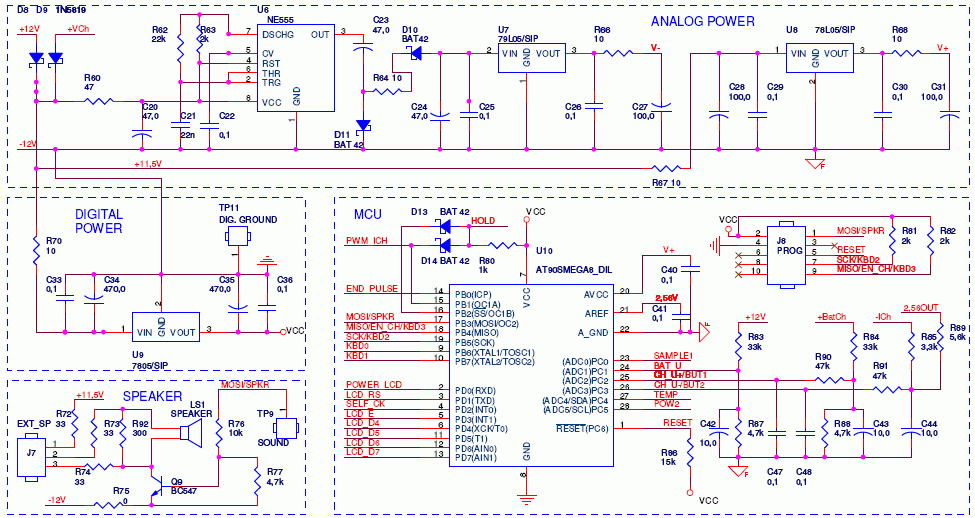 D8 D9 1N5819
+12V
+VCh
R60
47
R62
22k
R63
2k
U6
NE555
DSCHG
OUT
CV
RST
THR
TRG
VCC
GND
7
5
4
6
2
8
3
1
C20
47,0
C21
22n
C22
0,1
C23
47,0
D10
BAT42
R64 10
D11
BAT 42
C24
47,0
C25
0,1
U7
79L05/SIP
VIN VOUT
GND
2
3
1
R66
10
V-
C26
0,1
C27
100,0
ANALOG POWER
U8
78L05/SIP
VIN VOUT
GND
3
2
R68
10
V+
C28
100,0
C29
0,1
C30
0,1
C31
100,0
-12V
+11,5V
R67 10
DIGITAL
POWER
TP11
DIG. GROUND
1
R70
10
C33
0,1
C34
470,0
C35
470,0
C36
0,1
VIN VOUT
GND
1
2
3
VCC
U9
7805/SIP
SPEAKER
+11,5V
EXT_SP
J7
1
2
3
R72
33
R73
33
R92
300
LS1
SPEAKER
R74
33
R75
0
-12V
Q9
BC547
MOSI/SPKR
R76
10k
R77
4,7k
TP9
1
SOUND
MCU
D13 BAT 42
HOLD
PWM_ICH
D14 BAT 42
R80
1k
VCC
U10
AT90SMEGA8_DIL
END_PULSE
MOSI/SPKR
MISO/EN_CH/KBD3
SCK/KBD2
KBD0
KBD1
14
15
16
17
18
19
9
10
PB0(ICP)
PB1(OC1A)
PB2(SS/OC1B)
PB3(MOSI/OC2)
PB4(MISO)
PB5(SCK)
PB6(XTAL1/TOSC1)
PB7(XTAL2/TOSC2)
7
VCC
POWER_LCD
LCD_RS
SELF_CK
LCD_E
LCD_D4
LCD_D5
LCD_D6
LCD_D7
2
3
4
5
6
11
12
13
PD0(RXD)
PD1(TXD)
PD2(INT0)
PD3(INT1)
PD4(XCK/T0)
PD5(T1)
PD6(AIN0)
PD7(AIN1)
GND
8
AVCC
AREF
A_GND
20
21
22
(ADC0)PC0
(ADC1)PC1
(ADC2)PC2
(ADC3)PC3
(ADC4/SDA)PC4
(ADC5/SCL)PC5
RESET(PC6)
23
24
25
26
27
28
1
SAMPLE1
BAT_U
CH_U+/BUT1
CH_U-/BUT2
TEMP
POW2
RESET
V+
C40
0,1
2,56V
C41
0,1
F
R86
15k
VCC
VCC
J8
PROG
2
4
6
8
10
1
3
5
7
9
MOSI/SPKR
RESET
SCK/KBD2
MISO/EN_CH/KBD3
R81
2k
R82
2k
+12V
+BatCh
-ICh
2,56OUT
R83
33k
R84
33k
R85
3,3k
R89
5,6k
R90
47k
R91
47k
C42
10,0
R87
4,7k
C47
0,1
C46
0,1
R88
4,7k
C43
10,0
C44
10,0
F